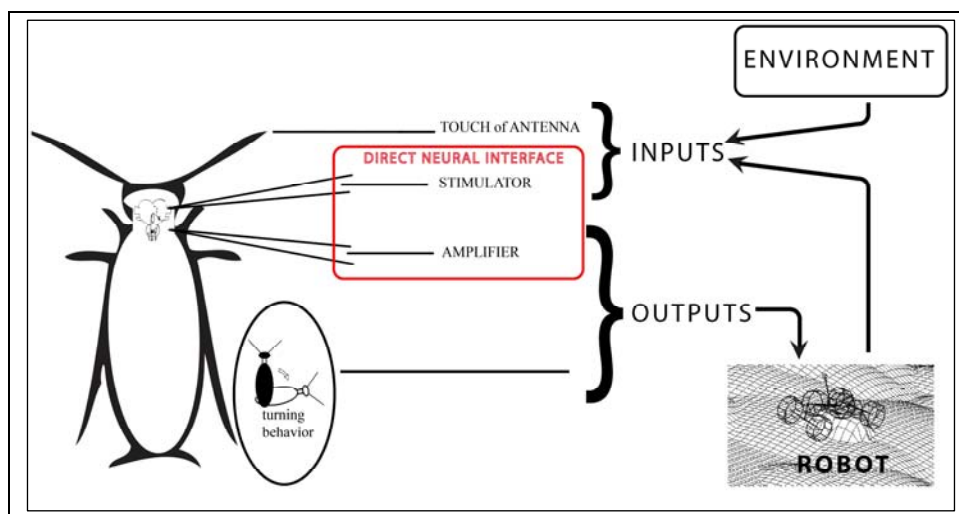 ENVIRONMENT
TOUCH of ANTENNA
DIRECT NEURAL INTERFACE
STIMULATOR
INPUTS
AMPLIFIER
OUTPUTS
turning
behavior
ROBOT